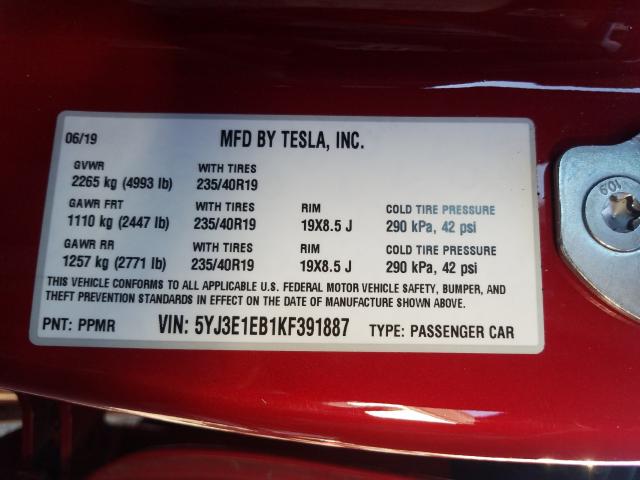 06/19 MFD BY TESLA, INC.
GVWR WITH TIRES
2265 kg (4993 lb) 235/40R19
GAWR FRT WITH TIRES RIM COLD TIRE PRESSURE
1110 kg (2447 lb) 235/40R19 19X8.5 J 290 kPa, 42 psi
GAWR RR WITH TIRES RIM COLD TIRE PRESSURE
1257 kg (2771 lb) 235/40R19 19X8.5 J 290 kPa, 42 psi
THIS VEHICLE CONFORMS TO ALL APPLICABLE U.S. FEDERAL MOTOR VEHICLE SAFETY, BUMPER, AND
THEFT PREVENTION STANDARDS IN EFFECT ON THE DATE OF MANUFACTURE SHOWN ABOVE.
PNT: PPMR VIN: 5YJ3E1EB1KF391887 TYPE: PASSENGER CAR
10.9